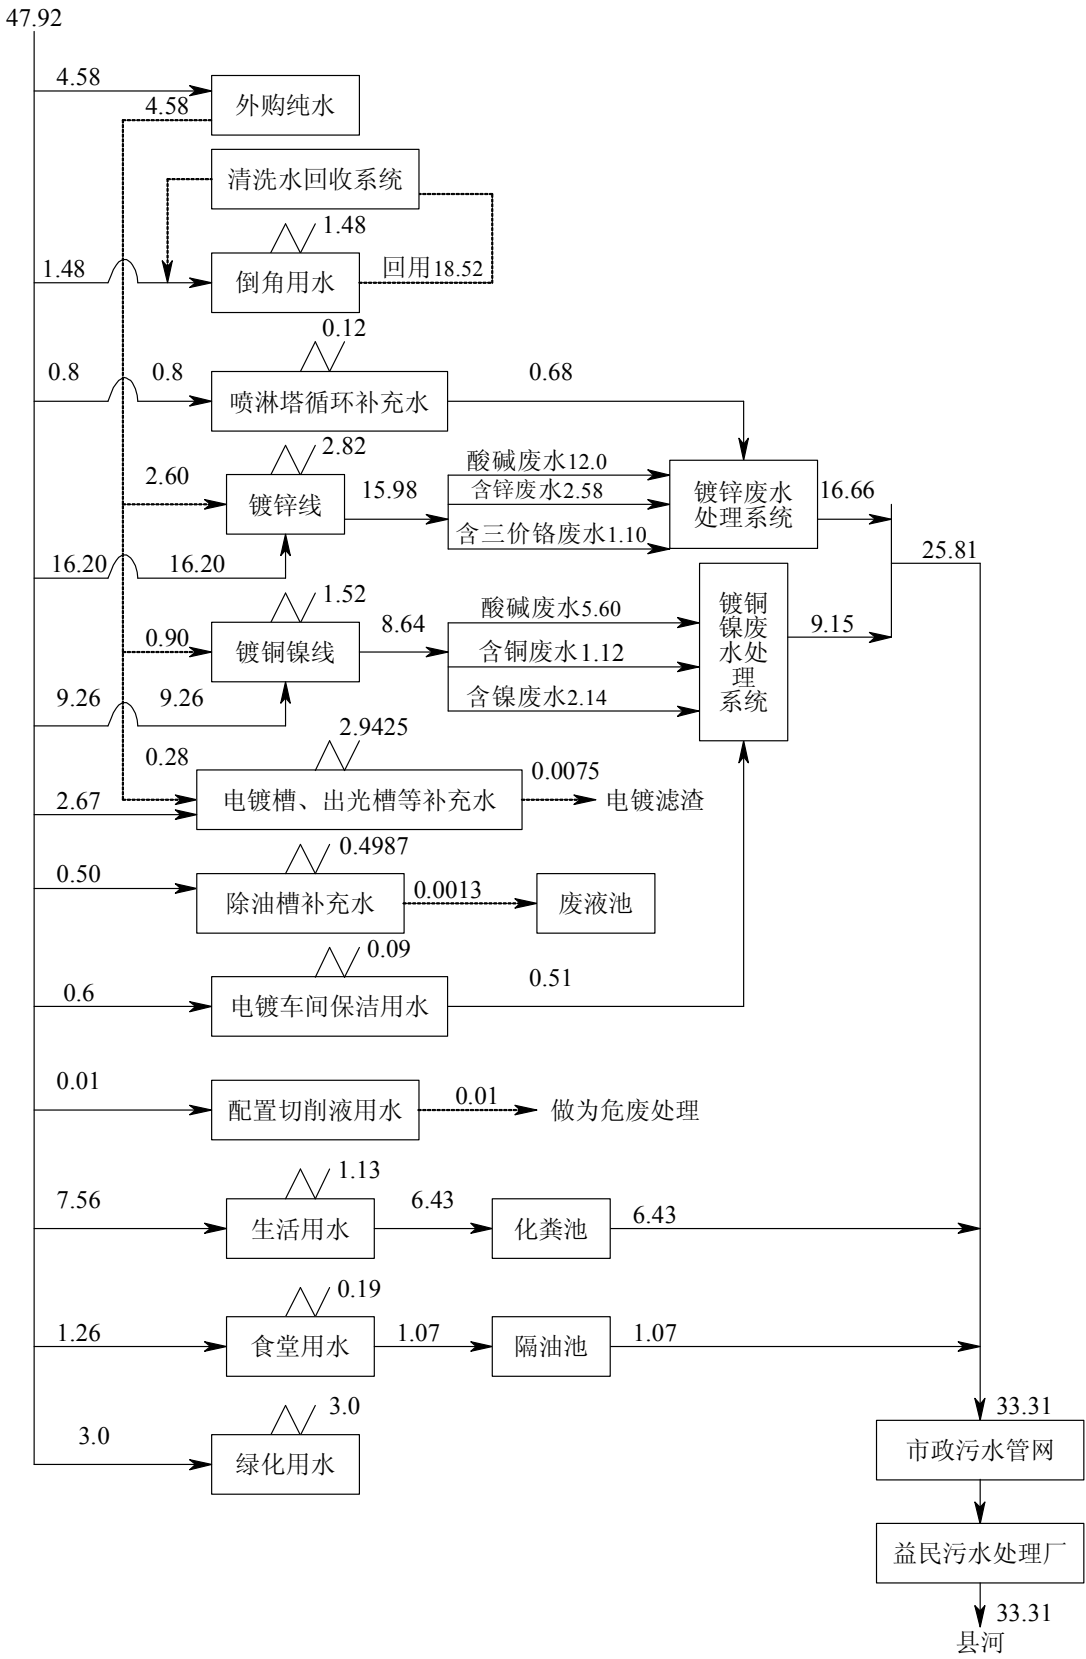 47.92
4.58
4.58
外购纯水
清洗水回收系统
1.48
1.48
倒角用水
回用18.52
0.12
0.8
0.8
喷淋塔循环补充水
0.68
2.82
2.60
镀锌线
15.98
酸碱废水12.0
含锌废水2.58
含三价铬废水1.10
镀锌废水
处理系统
16.66
16.20
16.20
25.81
1.52
0.90
镀铜镍线
8.64
酸碱废水5.60
含铜废水1.12
含镍废水2.14
镀铜
镍废
水处
理
系统
9.15
9.26
9.26
2.9425
0.28
2.67
电镀槽、出光槽等补充水
0.0075
电镀滤渣
0.4987
0.50
除油槽补充水
0.0013
废液池
0.09
0.6
电镀车间保洁用水
0.51
0.01
配置切削液用水
0.01
做为危废处理
1.13
7.56
生活用水
6.43
化粪池
6.43
0.19
1.26
食堂用水
1.07
隔油池
1.07
3.0
3.0
绿化用水
33.31
市政污水管网
益民污水处理厂
33.31
县河